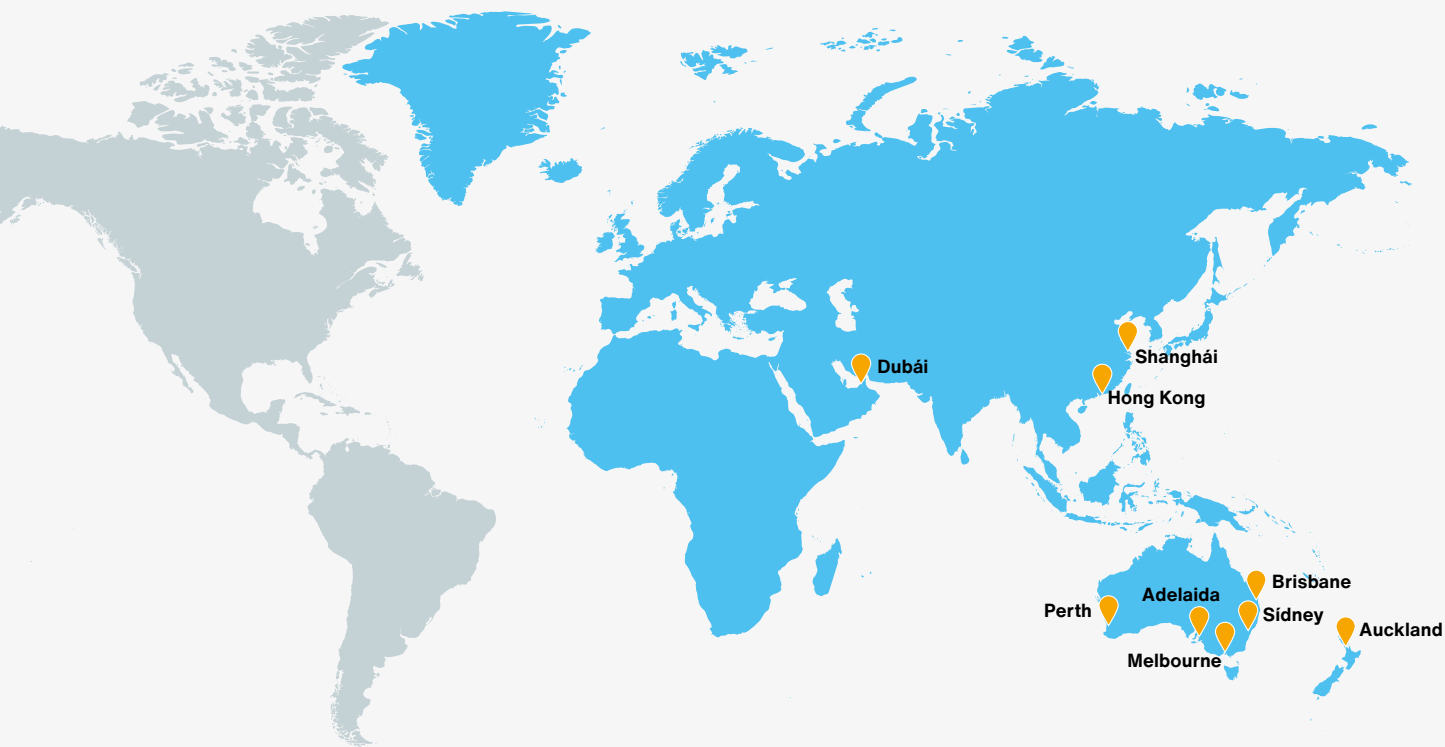 Dubái
Shanghái
Hong Kong
Brisbane
Adelaida
Perth
Sídney
Auckland
Melbourne